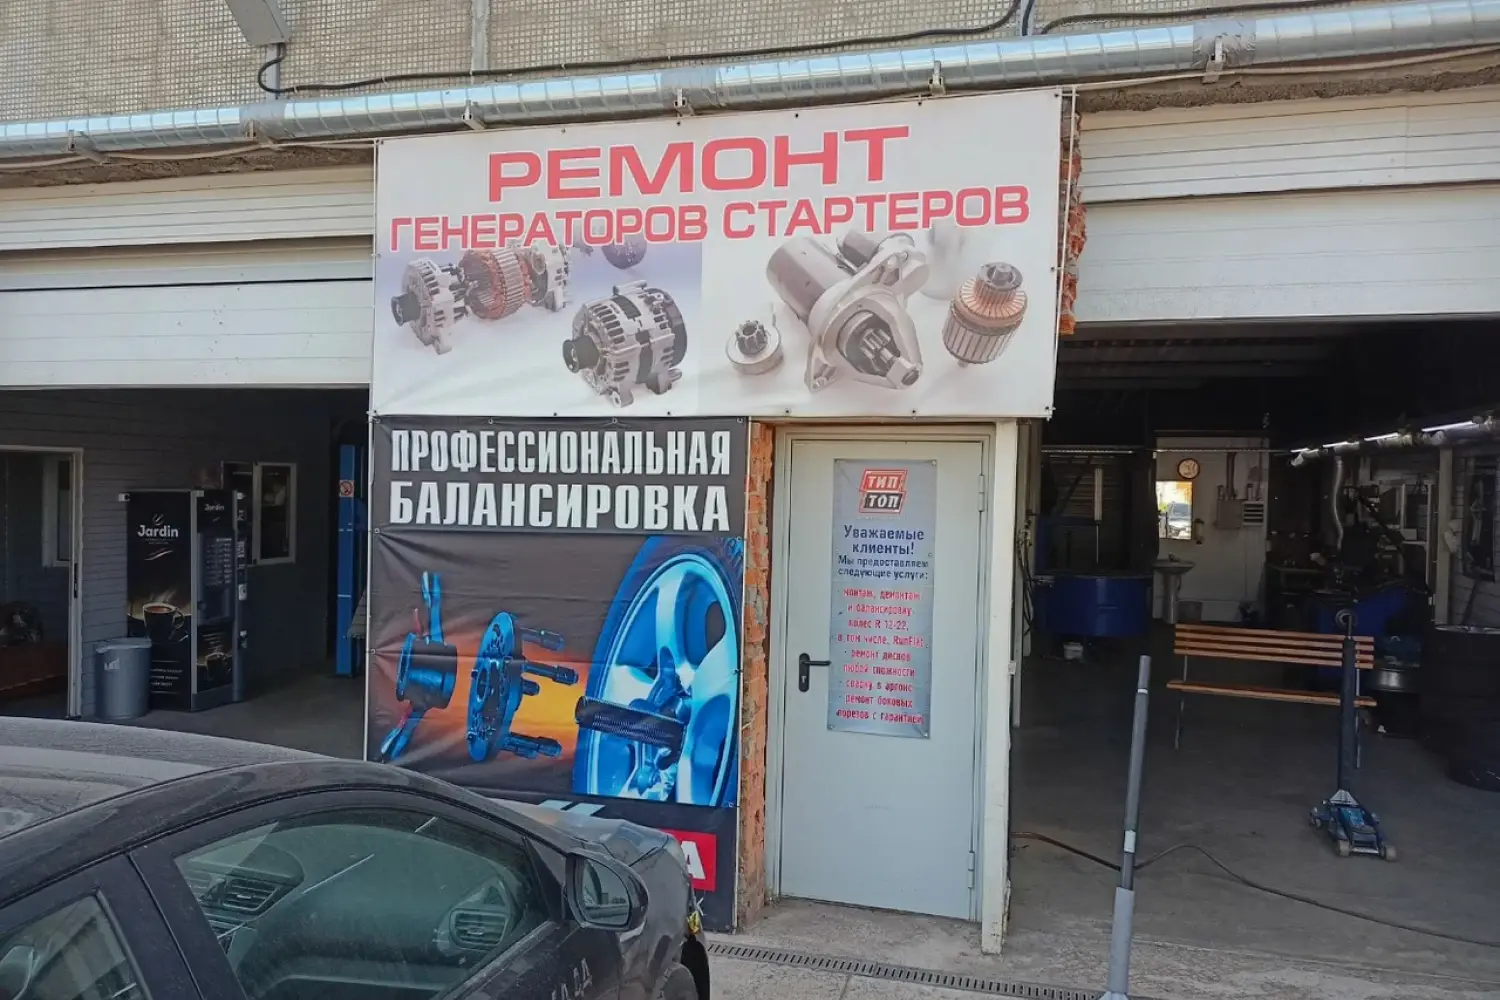 РЕМОНТ
ГЕНЕРАТОРОВ СТАРТЕРОВ
ПРОФЕССИОНАЛЬНАЯ
БАЛАНСИРОВКА
ТИП
ТОП
Уважаемые
клиенты!
Мы предоставляем
следующие услуги:
монтаж, демонтаж
и балансировку
колес R 12-22,
в том числе, RunFlat
- ремонт дисков
любой сложности
- сварку в аргоне
- ремонт боковых
порезов с гарантией
Jardin
Jardin